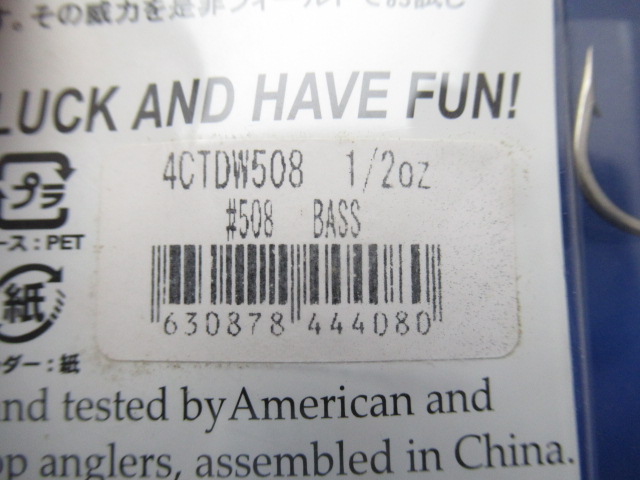 。その威力を是非フィールドでお試し
LUCK AND HAVE FUN!
4CTDW508 1/2oz
#508 BASS
プラ
ース:PET
630878 444080
紙
ダー:紙
nd tested by American and
op anglers, assembled in China.